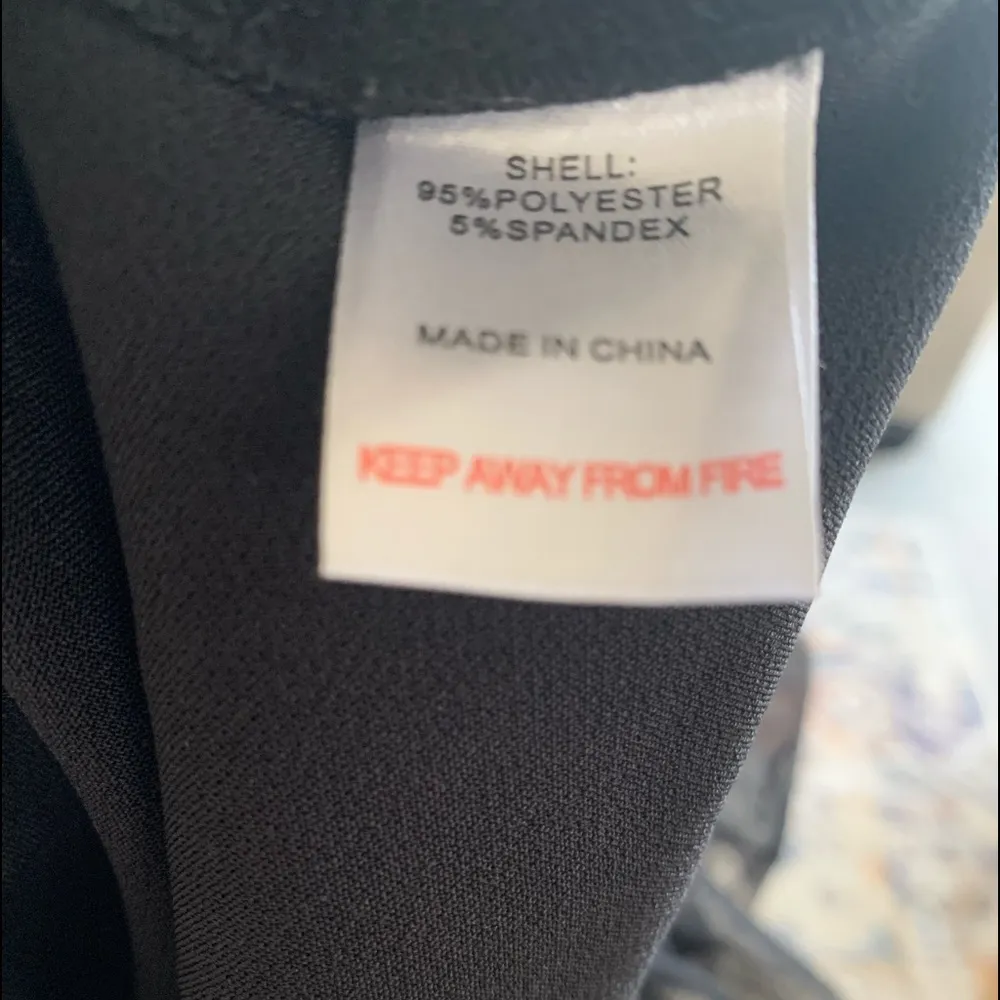 SHELL:
95%POLYESTER
5%SPANDEX
MADE IN CHINA
KEEP AWAY FROM FIRE